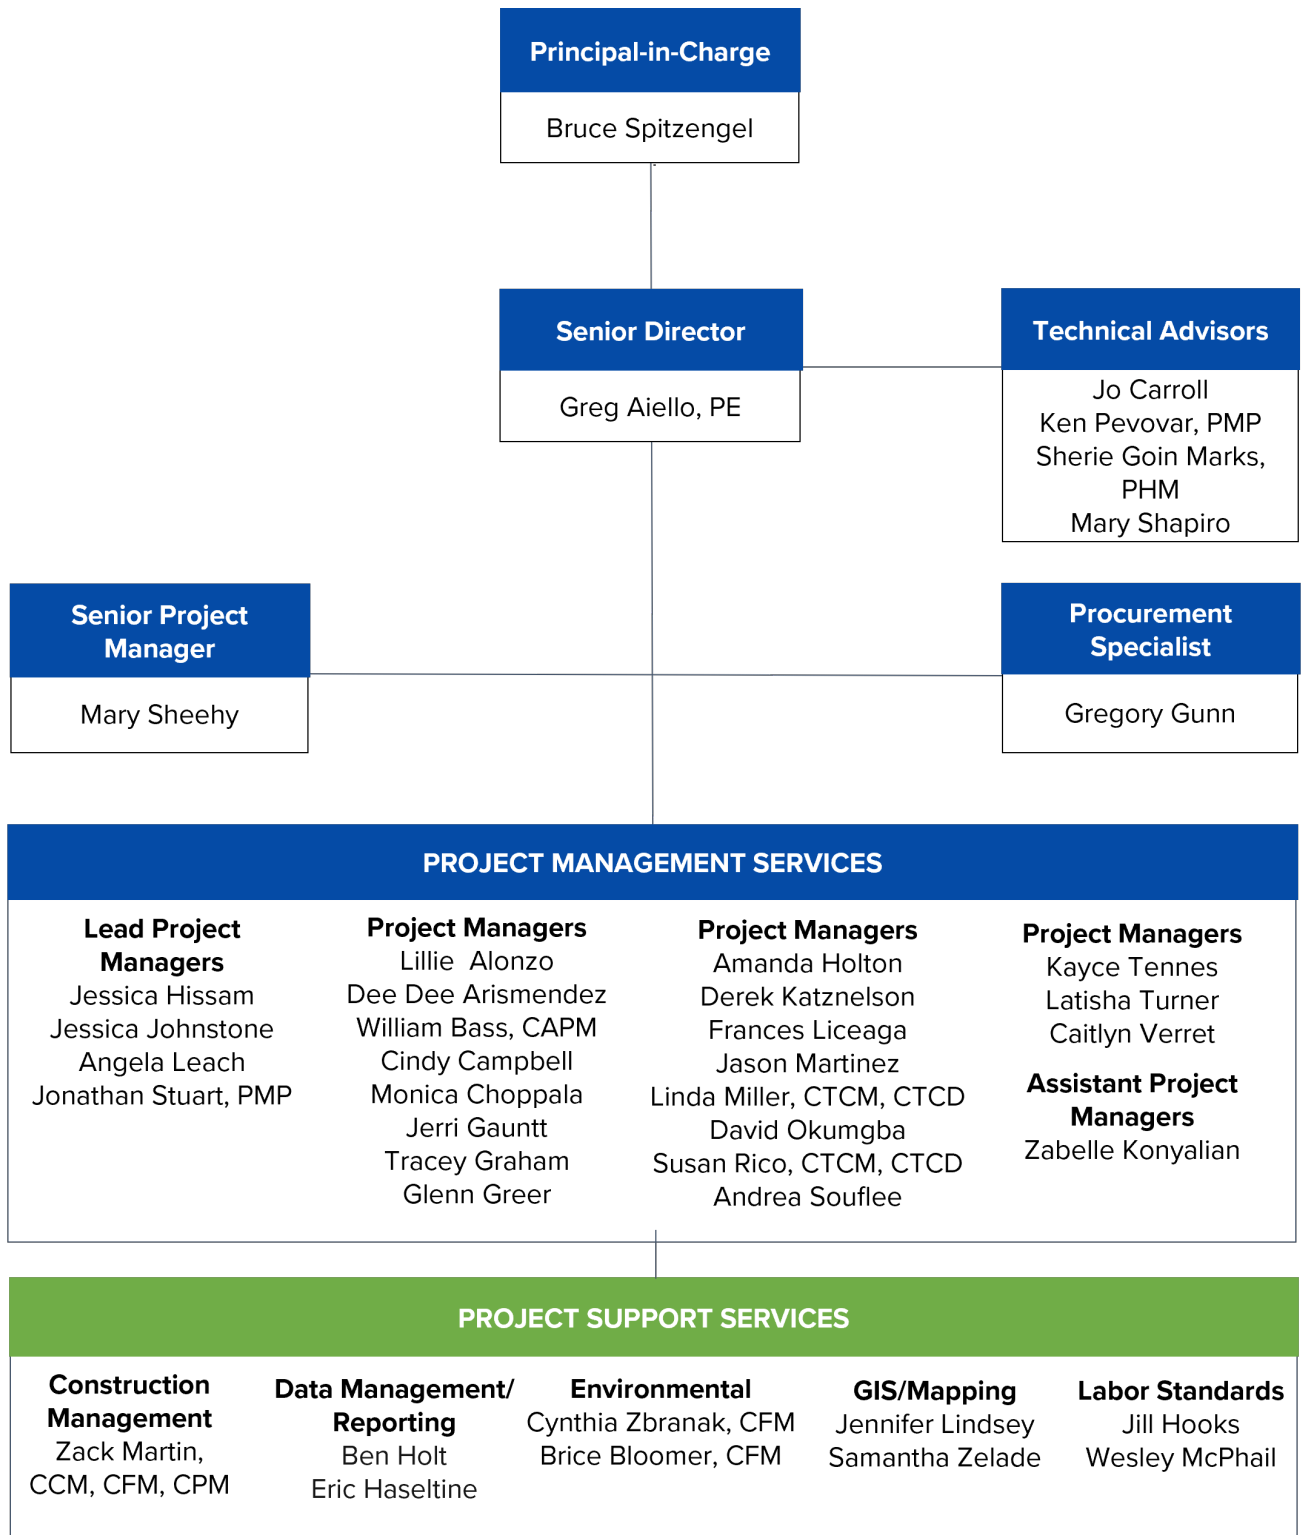 Principal-in-Charge
Bruce Spitzengel
Senior Director
Greg Aiello, PE
Technical Advisors
Jo Carroll
Ken Pevovar, PMP
Sherie Goin Marks,
PHM
Mary Shapiro
Senior Project
Manager
Mary Sheehy
Procurement
Specialist
Gregory Gunn
PROJECT MANAGEMENT SERVICES
Lead Project
Managers
Jessica Hissam
Jessica Johnstone
Angela Leach
Jonathan Stuart, PMP
Project Managers
Lillie Alonzo
Dee Dee Arismendez
William Bass, CAPM
Cindy Campbell
Monica Choppala
Jerri Gauntt
Tracey Graham
Glenn Greer
Project Managers
Amanda Holton
Derek Katznelson
Frances Liceaga
Jason Martinez
Linda Miller, CTCM, CTCD
David Okumgba
Susan Rico, CTCM, CTCD
Andrea Souflee
Project Managers
Kayce Tennes
Latisha Turner
Caitlyn Verret
Assistant Project
Managers
Zabelle Konyalian
PROJECT SUPPORT SERVICES
Construction
Management
Zack Martin,
CCM, CFM, CPM
Data Management/
Reporting
Ben Holt
Eric Haseltine
Environmental
Cynthia Zbranak, CFM
Brice Bloomer, CFM
GIS/Mapping
Jennifer Lindsey
Samantha Zelade
Labor Standards
Jill Hooks
Wesley McPhail